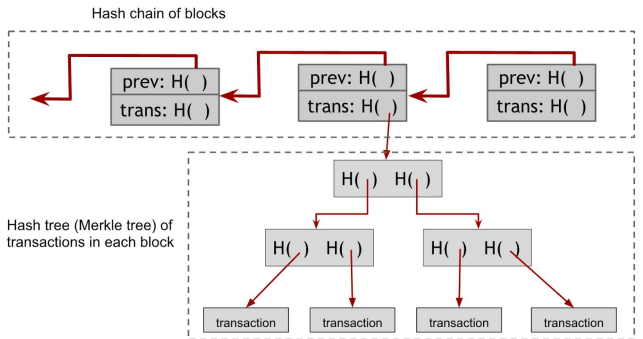 Hash chain of blocks
prev: H( )
trans: H( )
prev: H( )
trans: H( )
prev: H( )
trans: H( )
Hash tree (Merkle tree) of
transactions in each block
H( ) H( )
H( ) H( )
H( ) H( )
transaction
transaction
transaction
transaction